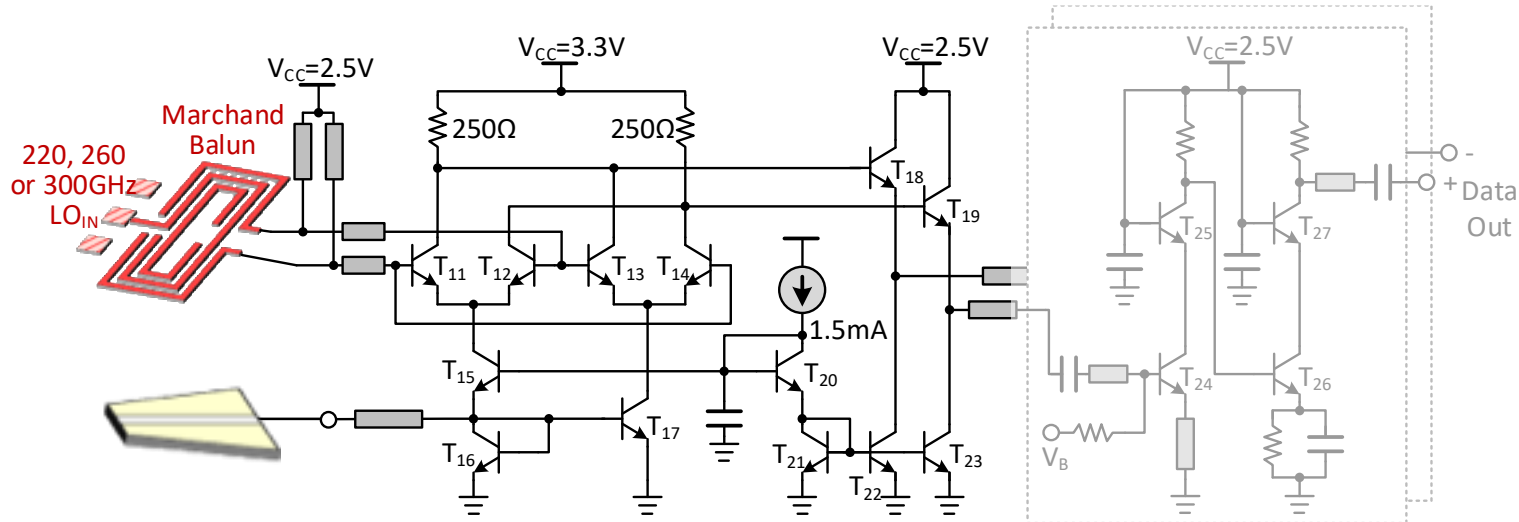 V_CC=3.3V
V_CC=2.5V
V_CC=2.5V
V_CC=2.5V
Marchand
Balun
220, 260
or 300GHz
LO_IN
250Ω
250Ω
T_18
T_19
T_25
T_27
-
+
Data
Out
T_11
T_12
T_13
T_14
1.5mA
T_15
T_20
T_24
T_26
T_17
T_16
T_21
T_22
T_23
V_B